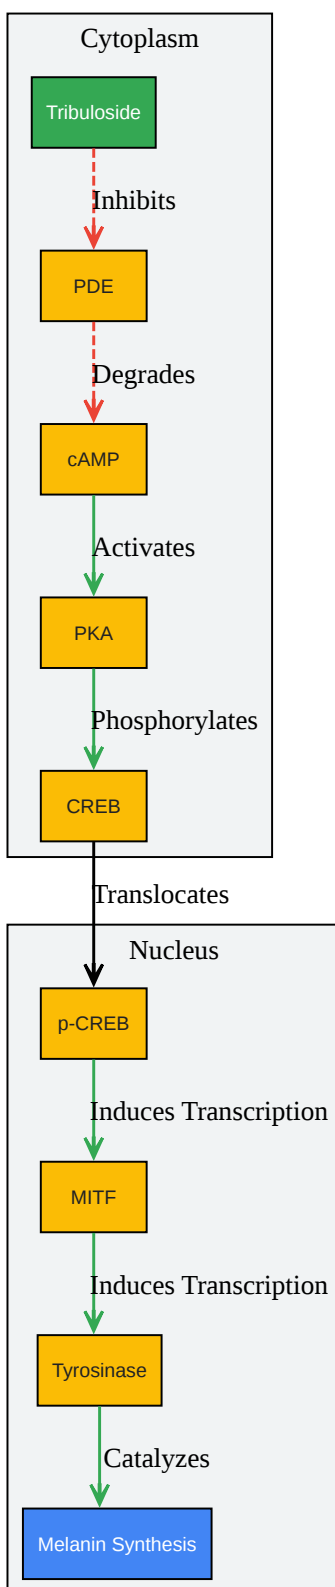 Cytoplasm
Tribuloside
Inhibits
PDE
Degrades
cAMP
Activates
PKA
Phosphorylates
CREB
Translocates
Nucleus
p-CREB
Induces Transcription
MITF
Induces Transcription
Tyrosinase
Catalyzes
Melanin Synthesis